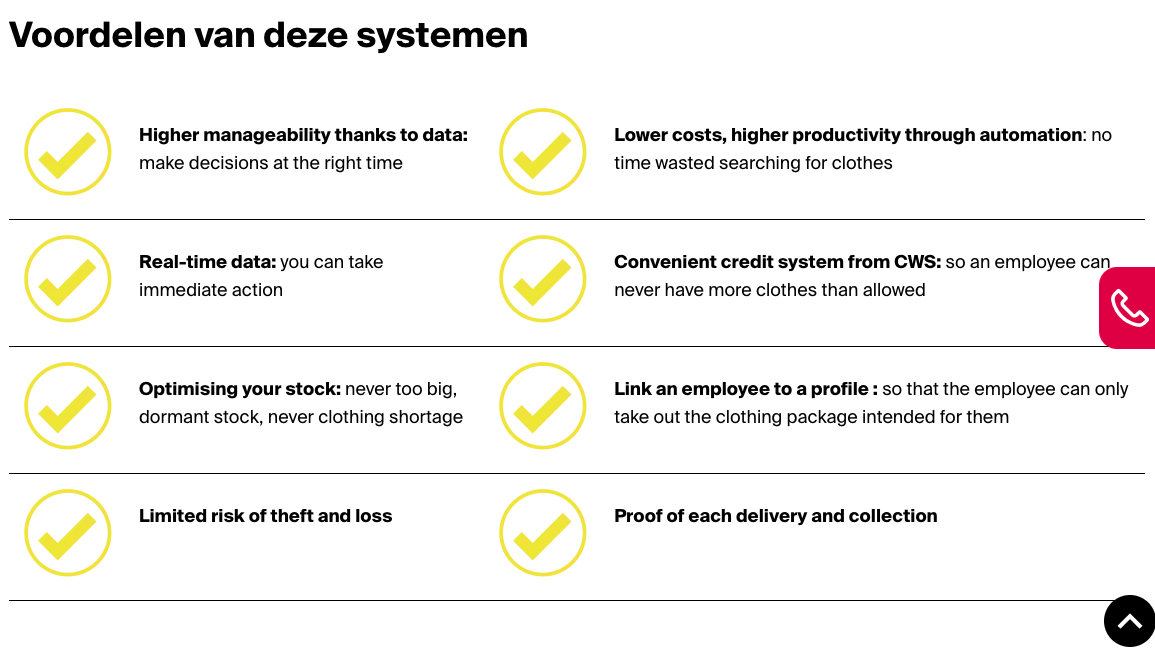 Voordelen van deze systemen
Higher manageability thanks to data:
make decisions at the right time
Lower costs, higher productivity through automation: no
time wasted searching for clothes
Real-time data: you can take
immediate action
Convenient credit system from CWS: so an employee can
never have more clothes than allowed
Optimising your stock: never too big,
dormant stock, never clothing shortage
Link an employee to a profile : so that the employee can only
take out the clothing package intended for them
Limited risk of theft and loss
Proof of each delivery and collection